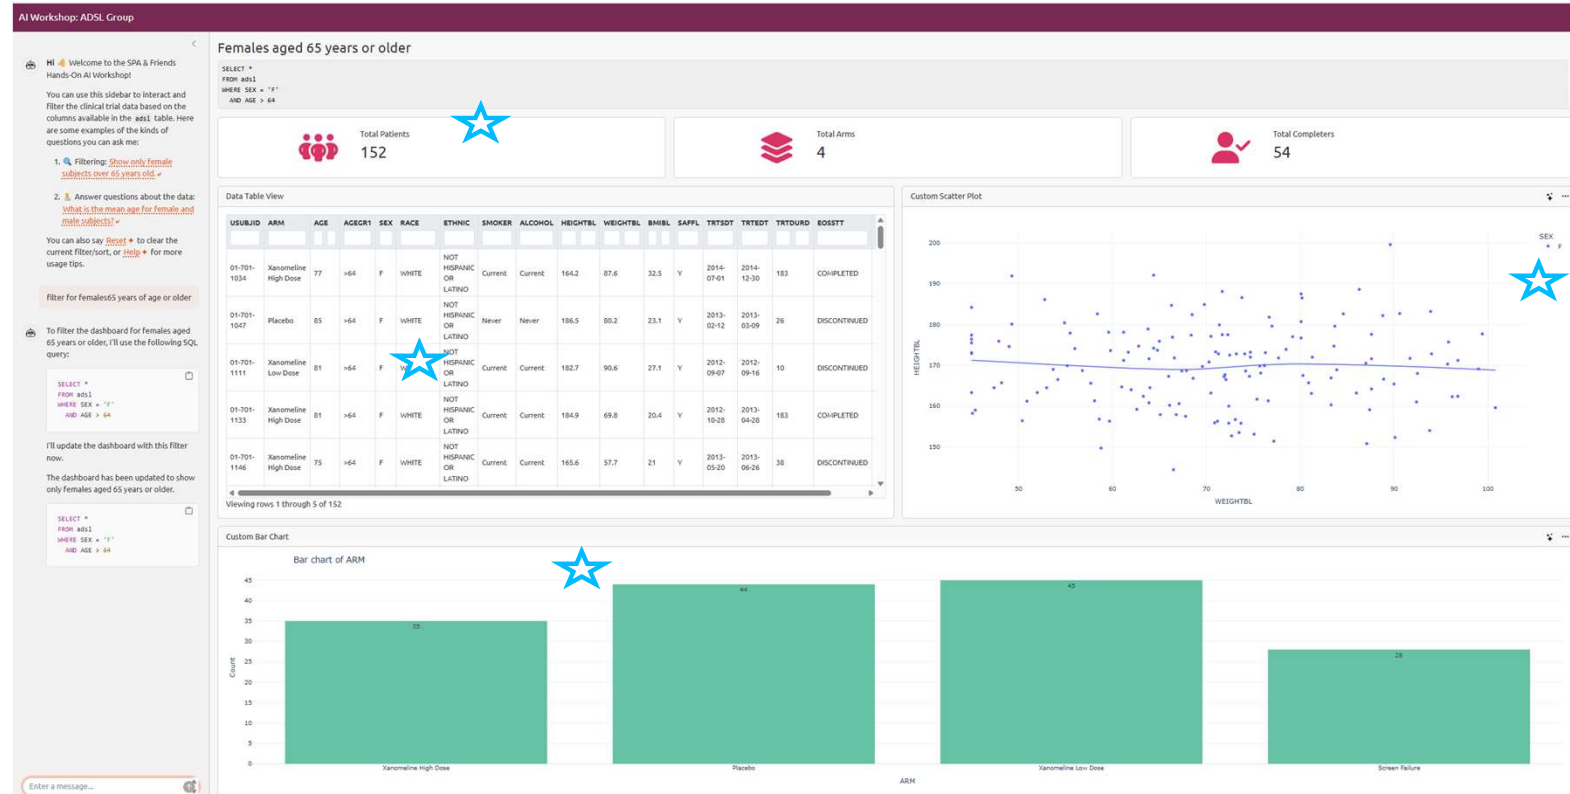 AI Workshop: ADSL Group
Hi 👋 Welcome to the SPA & Friends
Hands-On AI Workshop!
You can use this sidebar to interact and
filter the clinical trial data based on the
columns available in the adsl table. Here
are some examples of the kinds of
questions you can ask me:
1. 🔍 Filtering: Show only female
subjects over 65 years old.
2. Answer questions about the data:
What is the mean age for female and
male subjects?
You can also say Reset to clear the
current filter/sort, or Help for more
usage tips.
filter for females65 years of age or older
To filter the dashboard for females aged
65 years or older, I'll use the following SQL
query:
SELECT *
FROM adsl
WHERE SEX = 'F'
AND AGE > 64
I'll update the dashboard with this filter
now.
The dashboard has been updated to show
only females aged 65 years or older.
SELECT *
FROM adsl
WHERE SEX = 'F'
AND AGE > 64
Enter a message...
Females aged 65 years or older
SELECT *
FROM adsl
WHERE SEX = 'F'
AND AGE > 64
Total Patients
152
Total Arms
4
Total Completers
54
Data Table View
USUBJID ARM AGE AGEGR1 SEX RACE ETHNIC SMOKER ALCOHOL HEIGHTBL WEIGHTBL BMIBL SAFFL TRTSDT TRTEDT TRTDURD EOSSTT
01-701-1034 Xanomeline High Dose 77 >64 F WHITE NOT HISPANIC OR LATINO Current Current 164.2 87.6 32.5 Y 2014-07-01 2014-12-30 183 COMPLETED
01-701-1047 Placebo 85 >64 F WHITE NOT HISPANIC OR LATINO Never Never 186.5 80.2 23.1 Y 2013-02-12 2013-03-09 26 DISCONTINUED
01-701-1111 Xanomeline Low Dose 81 >64 F NOT HISPANIC OR LATINO Current Current 182.7 90.6 27.1 Y 2012-09-07 2012-09-16 10 DISCONTINUED
01-701-1133 Xanomeline High Dose 81 >64 F WHITE NOT HISPANIC OR LATINO Current Current 184.9 69.8 20.4 Y 2012-10-28 2013-04-28 183 COMPLETED
01-701-1146 Xanomeline High Dose 75 >64 F WHITE NOT HISPANIC OR LATINO Current Current 165.6 57.7 21 Y 2013-05-20 2013-06-26 38 DISCONTINUED
Viewing rows 1 through 5 of 152
Custom Scatter Plot
SEX
F
200
190
180
170
160
150
HEIGHTBL
50 60 70 80 90 100
WEIGHTBL
Custom Bar Chart
Bar chart of ARM
45
40
35
30
25
20
15
10
5
0
Count
35 44 45 28
Xanomeline High Dose Placebo Xanomeline Low Dose Screen Failure
ARM